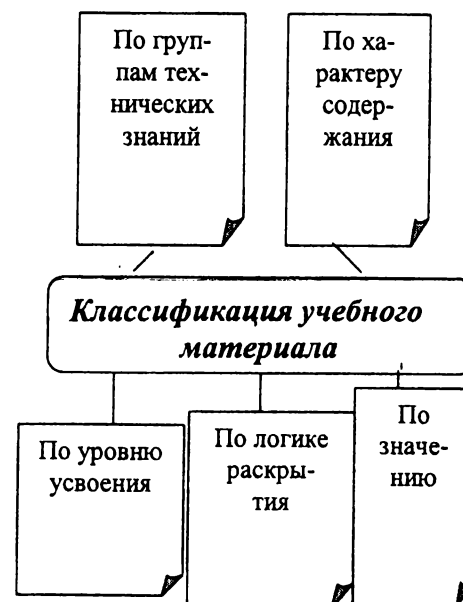 По груп-
пам тех-
нических
знаний
По ха-
рактеру
содер-
жания
Классификация учебного
материала
По уровню
усвоения
По логике
раскры-
тия
По
значе-
нию